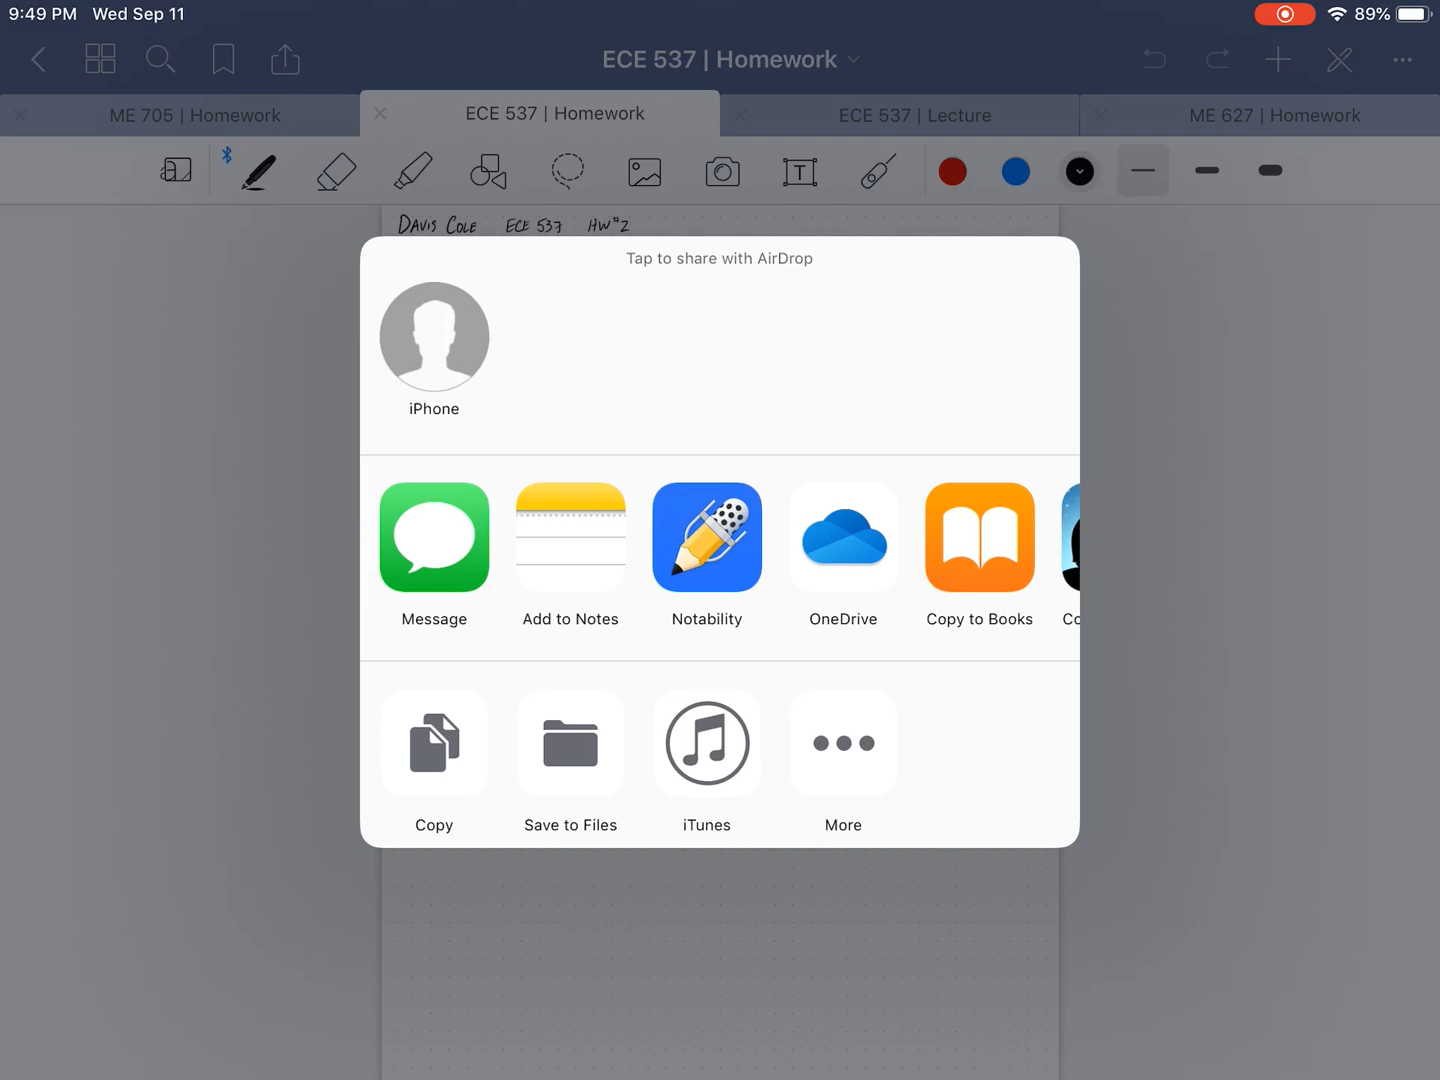 9:49 PM Wed Sep 11 89%
ECE 537 | Homework
ME 705 | Homework
ECE 537 | Homework
ECE 537 | Lecture
ME 627 | Homework
T
DAVIS COLE ECE 537 HW #2
Tap to share with AirDrop
iPhone
Message
Add to Notes
Notability
OneDrive
Copy to Books
Co
Copy
Save to Files
iTunes
More